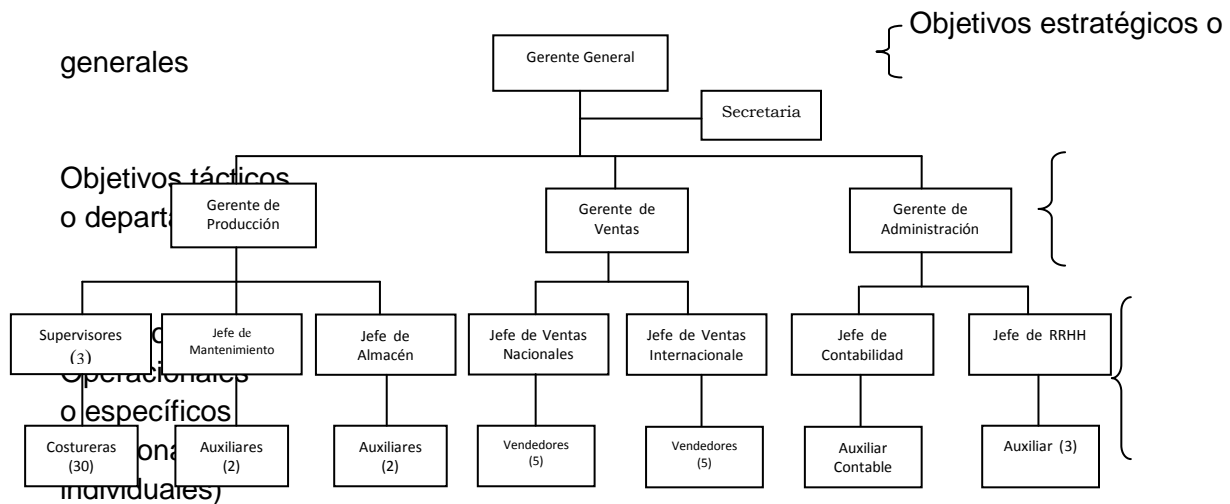 Objetivos estratégicos o
generales
Gerente General
Secretaria
Objetivos tácticos
o
Gerente de
Producción
Gerente de
Ventas
Gerente de
Administración
Supervisores
(3)
Jefe de
Mantenimiento
Jefe de
Almacén
Jefe de Ventas
Nacionales
Jefe de Ventas
Internacionale
Jefe de
Contabilidad
Jefe de RRHH
Operacionales
o específicos
Costureras
(30)
Auxiliares
(2)
Auxiliares
(2)
Vendedores
(5)
Vendedores
(5)
Auxiliar
Contable
Auxiliar (3)
individuales)